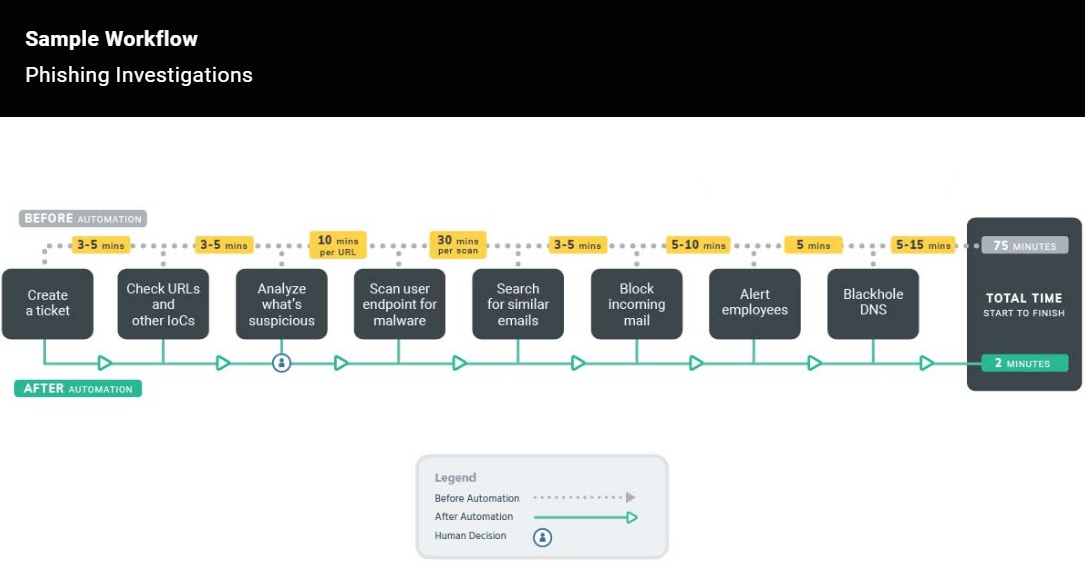 Sample Workflow
Phishing Investigations
BEFORE AUTOMATION
3-5 mins
3-5 mins
10 mins
per URL
30 mins
per scan
3-5 mins
5-10 mins
5 mins
5-15 mins
75 MINUTES
Create
a ticket
Check URLs
and
other IoCs
Analyze
what's
suspicious
Scan user
endpoint for
malware
Search
for similar
emails
Block
incoming
mail
Alert
employees
Blackhole
DNS
TOTAL TIME
START TO FINISH
2 MINUTES
AFTER AUTOMATION
Legend
Before Automation
After Automation
Human Decision